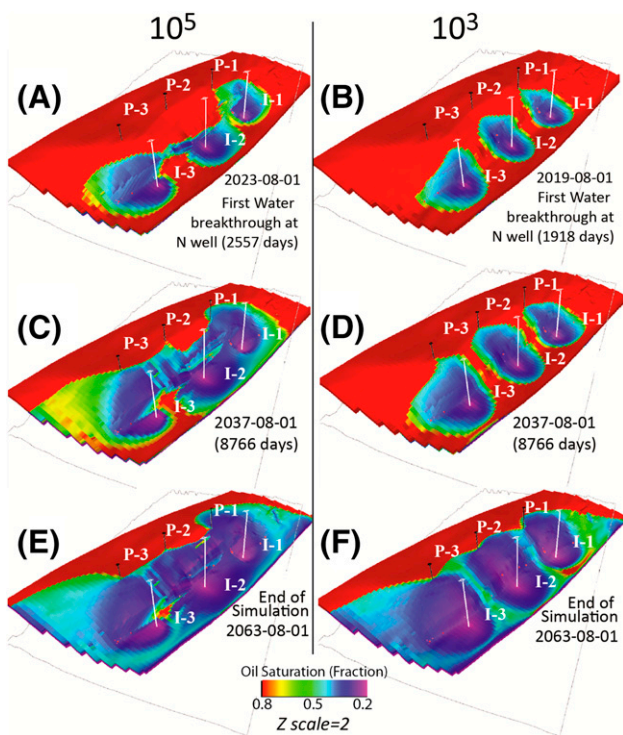 10⁵
10³
(A)
P-1
P-2
P-3
I-1
I-2
I-3
2023-08-01
First Water
breakthrough at
N well (2557 days)
(B)
P-1
P-2
P-3
I-1
I-2
I-3
2019-08-01
First Water
breakthrough at
N well (1918 days)
(C)
P-1
P-2
P-3
I-1
I-2
I-3
2037-08-01
(8766 days)
(D)
P-1
P-2
P-3
I-1
I-2
I-3
2037-08-01
(8766 days)
(E)
P-1
P-2
P-3
I-1
I-2
I-3
End of
Simulation
2063-08-01
(F)
P-1
P-2
P-3
I-1
I-2
I-3
End of
Simulation
2063-08-01
Oil Saturation (Fraction)
0.8 0.5 0.2
Z scale=2